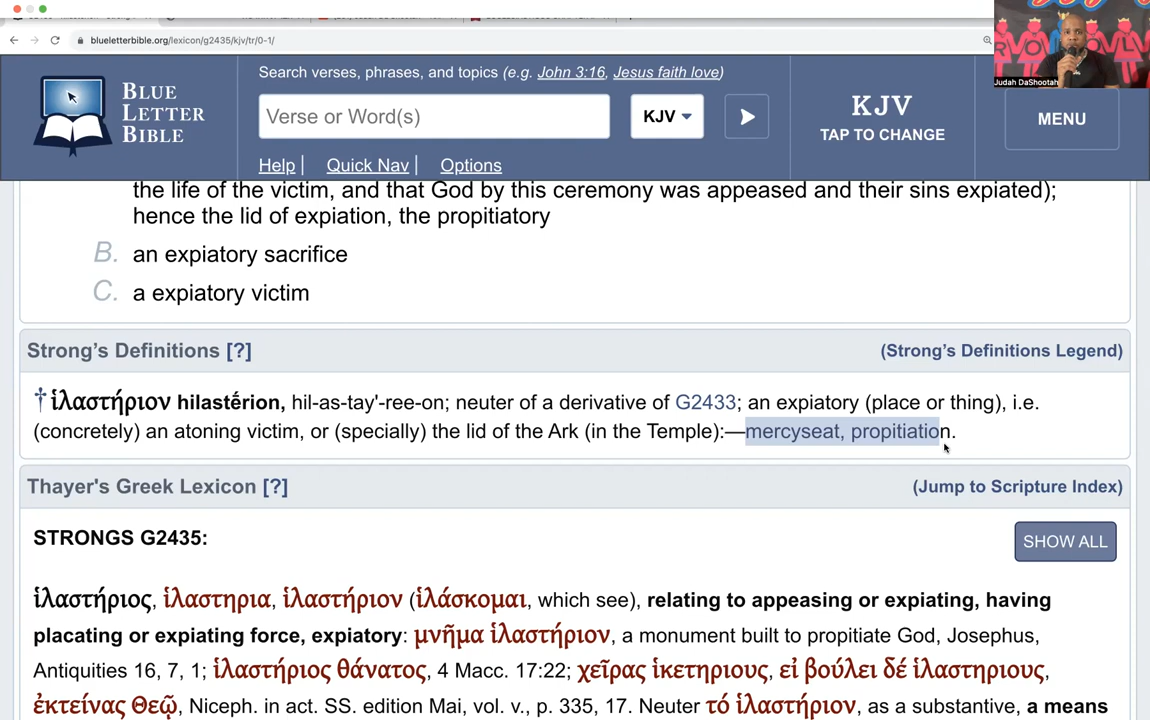 blueletterbible.org/lexicon/g2435/kjv/tr/0-1/
Judah DaShootah
BLUE
LETTER
BIBLE
Search verses, phrases, and topics (e.g. John 3:16, Jesus faith love)
Verse or Word(s)
KJV
Help | Quick Nav | Options
KJV
TAP TO CHANGE
MENU
the life of the victim, and that God by this ceremony was appeased and their sins expiated);
hence the lid of expiation, the propitiatory
B. an expiatory sacrifice
C. a expiatory victim
Strong's Definitions [?] (Strong's Definitions Legend)
†ἱλαστήριον hilastḗrion, hil-as-tay'-ree-on; neuter of a derivative of G2433; an expiatory (place or thing), i.e.
(concretely) an atoning victim, or (specially) the lid of the Ark (in the Temple):—mercyseat, propitiation.
Thayer's Greek Lexicon [?] (Jump to Scripture Index)
STRONGS G2435:
SHOW ALL
ἱλαστήριος, ἱλαστηρια, ἱλαστήριον (ἱλάσκομαι, which see), relating to appeasing or expiating, having
placating or expiating force, expiatory: μνῆμα ἱλαστήριον, a monument built to propitiate God, Josephus,
Antiquities 16, 7, 1; ἱλαστήριος θάνατος, 4 Macc. 17:22; χεῖρας ἱκετηριους, εἰ βούλει δέ ἱλαστηριους,
ἐκτείνας Θεῷ, Niceph. in act. SS. edition Mai, vol. v., p. 335, 17. Neuter τό ἱλαστήριον, as a substantive, a means